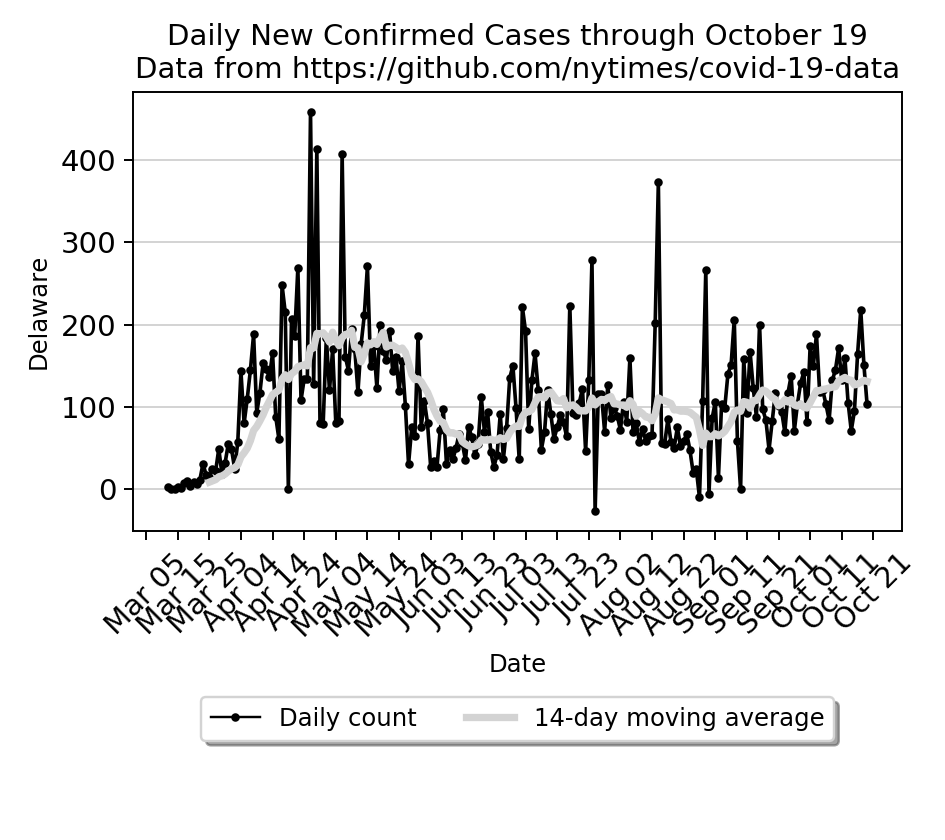 Daily New Confirmed Cases through October 19
Data from https://github.com/nytimes/covid-19-data
400
300
200
100
0
Delaware
Mar 05
Mar 15
Mar 25
Apr 04
Apr 14
Apr 24
May 04
May 14
May 24
Jun 03
Jun 13
Jun 23
Jul 03
Jul 13
Jul 23
Aug 02
Aug 12
Aug 22
Sep 01
Sep 11
Sep 21
Oct 01
Oct 11
Oct 21
Date
Daily count
14-day moving average